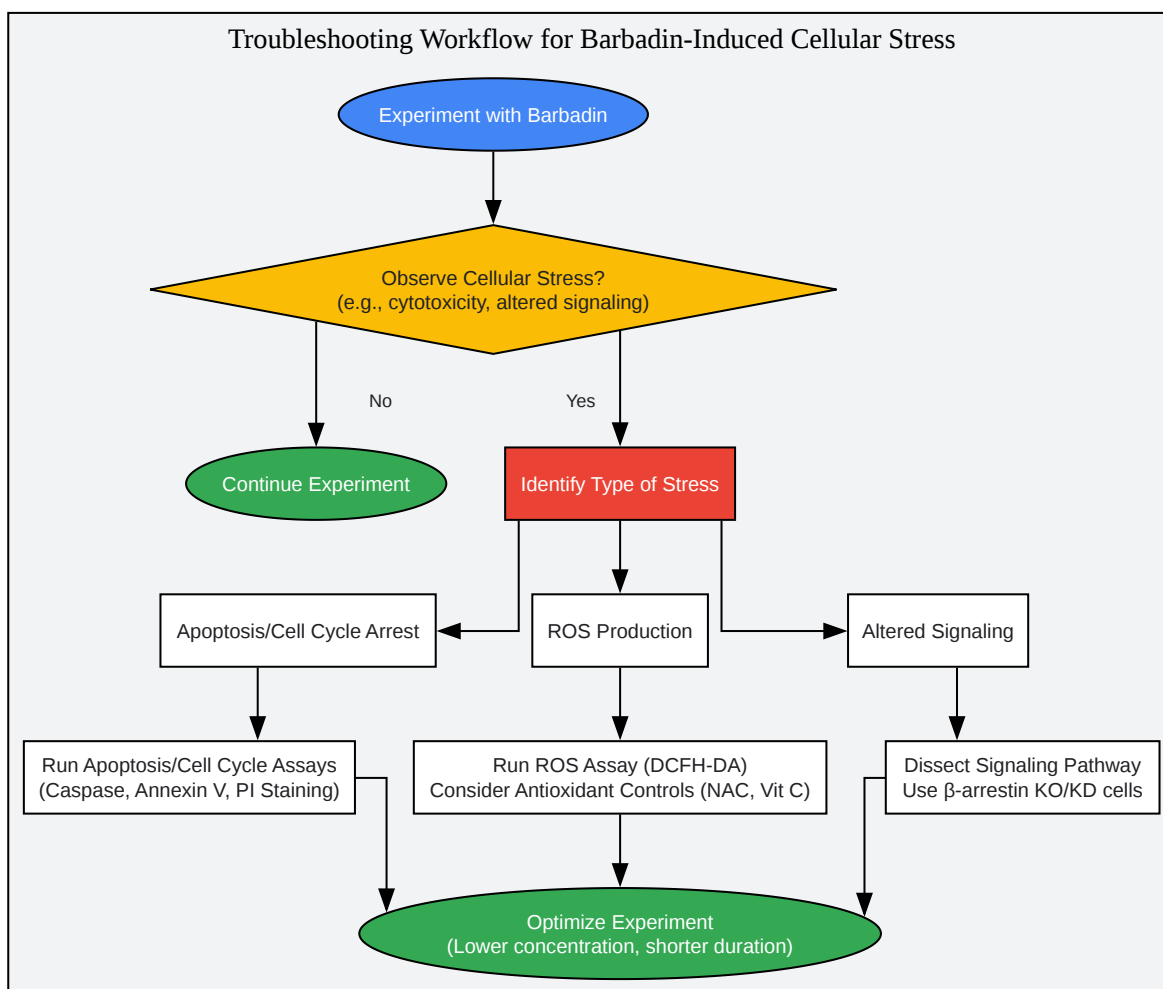 Troubleshooting Workflow for Barbadin-Induced Cellular Stress
Experiment with Barbadin
Observe Cellular Stress?
(e.g., cytotoxicity, altered signaling)
No
Yes
Continue Experiment
Identify Type of Stress
Apoptosis/Cell Cycle Arrest
ROS Production
Altered Signaling
Run Apoptosis/Cell Cycle Assays
(Caspase, Annexin V, PI Staining)
Run ROS Assay (DCFH-DA)
Consider Antioxidant Controls (NAC, Vit C)
Dissect Signaling Pathway
Use β-arrestin KO/KD cells
Optimize Experiment
(Lower concentration, shorter duration)